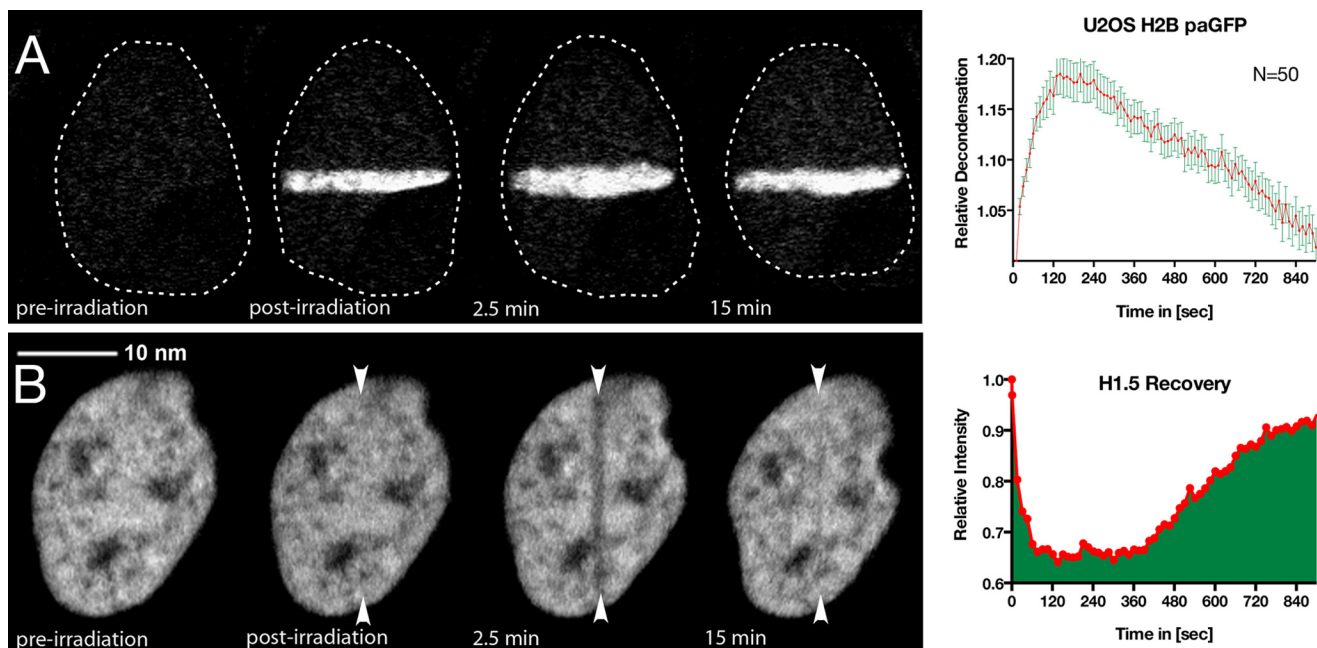 A
pre-irradiation
post-irradiation
2.5 min
15 min
U2OS H2B paGFP
N=50
Relative Decondensation
1.20
1.15
1.10
1.05
0 120 240 360 480 600 720 840
Time in [sec]
10 nm
B
pre-irradiation
post-irradiation
2.5 min
15 min
H1.5 Recovery
Relative Intensity
1.0
0.9
0.8
0.7
0.6
0 120 240 360 480 600 720 840
Time in [sec]